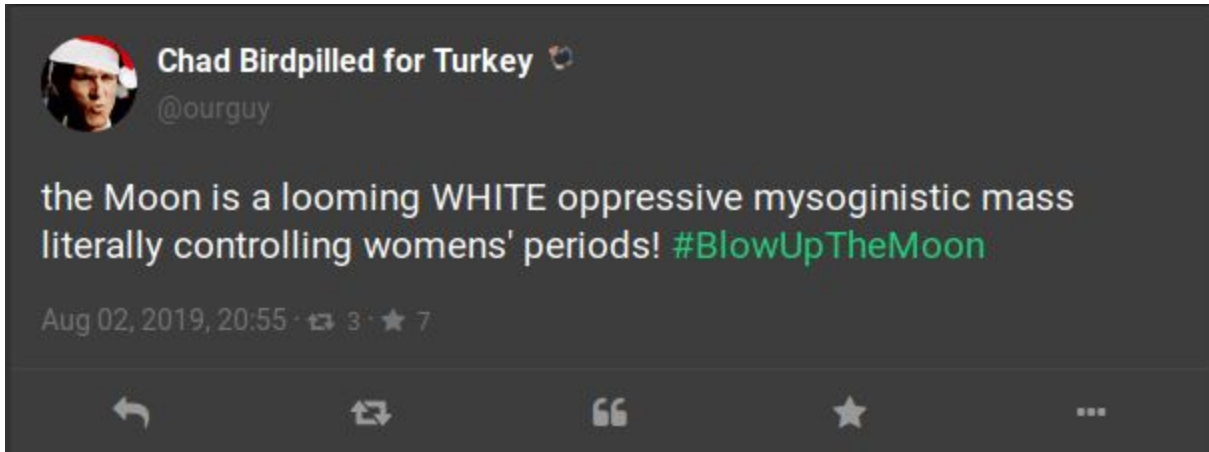 Chad Birdpilled for Turkey
@ourguy
the Moon is a looming WHITE oppressive mysoginistic mass
literally controlling womens' periods! #BlowUpTheMoon
Aug 02, 2019, 20:55 · 3 · 7